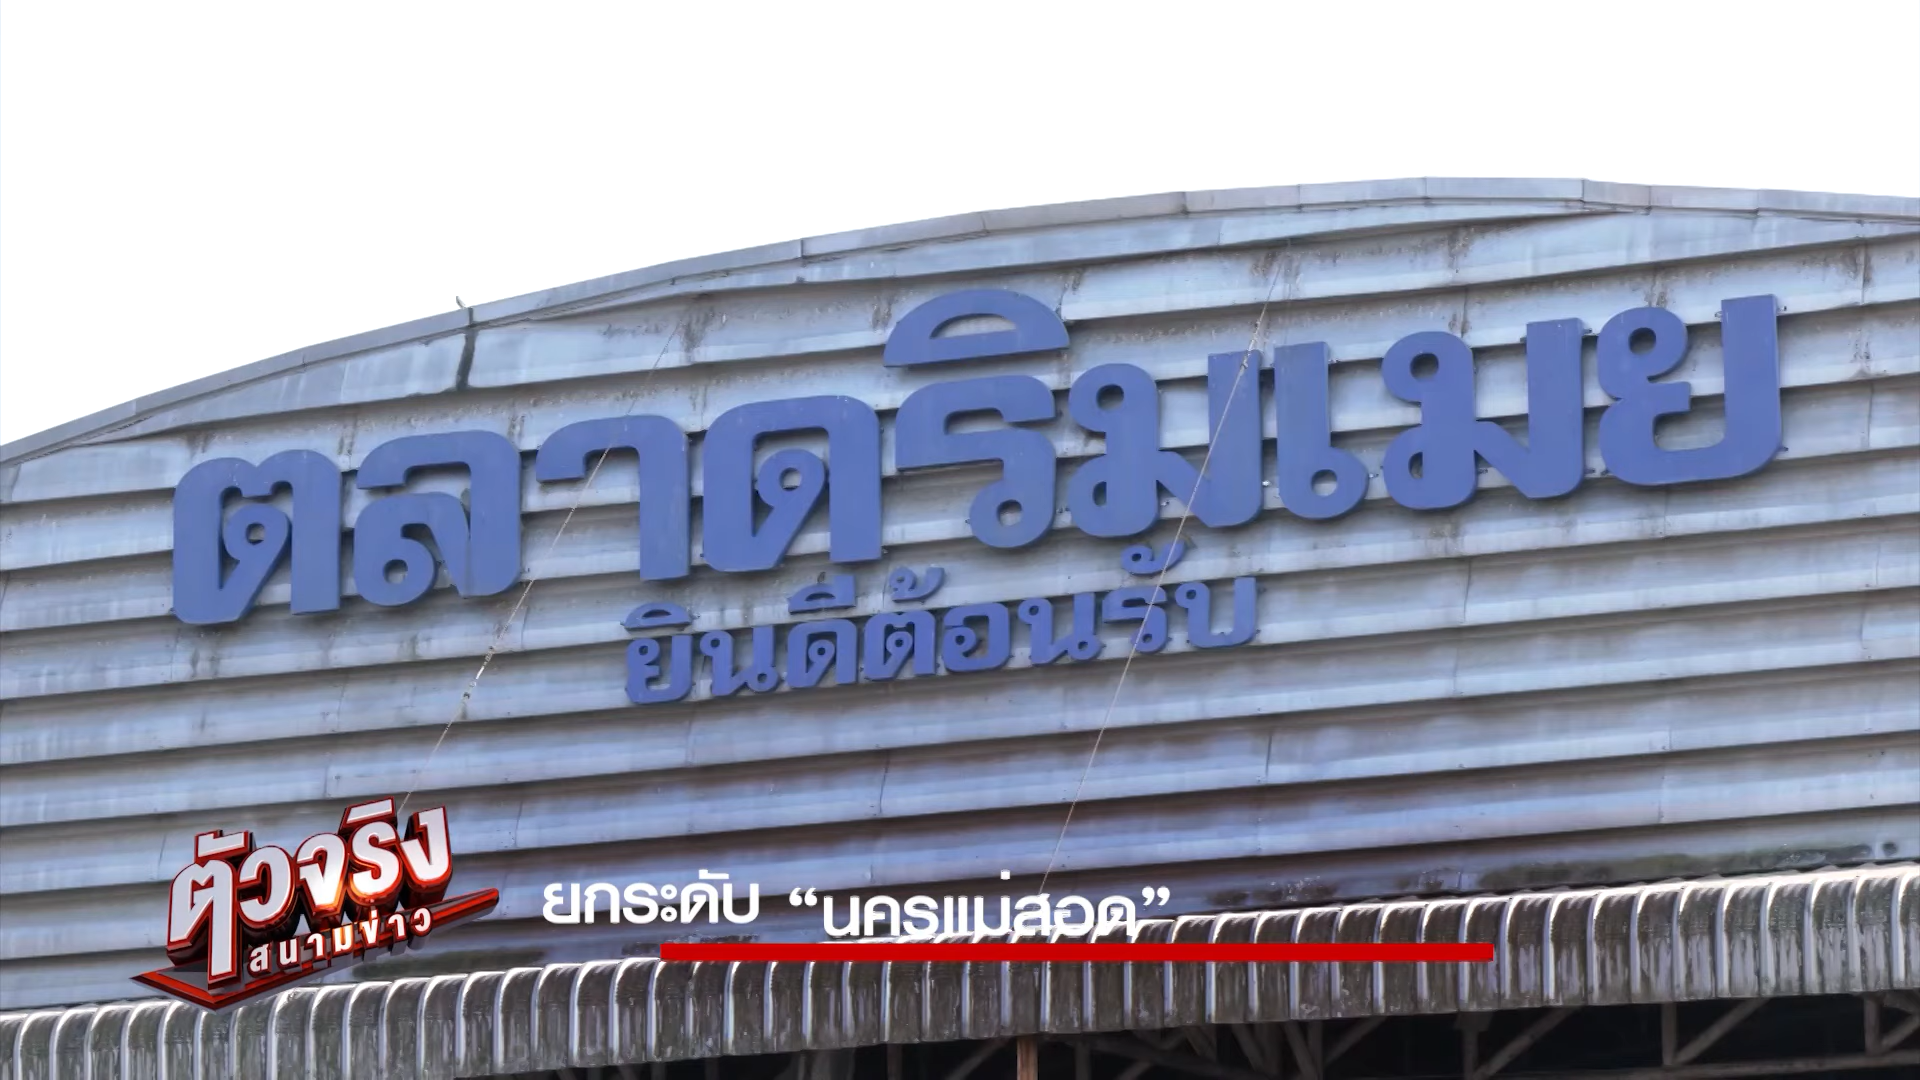 ตลาดริมเมย
ยินดีต้อนรับ
ตัวจริง
สนามข่าว
ยกระดับ “นครแม่สอด”